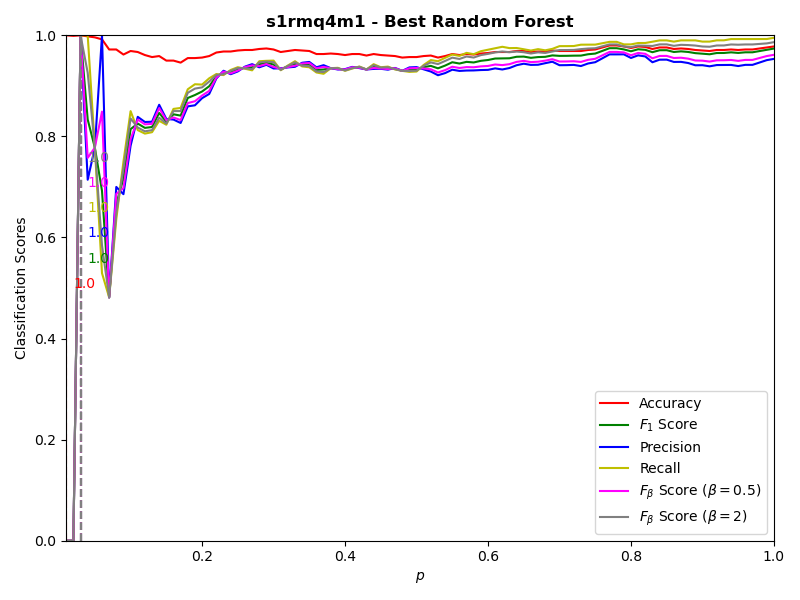 s1rmq4m1 - Best Random Forest
1.0
0.8
0.6
0.4
0.2
0.0
Classification Scores
1.0
1.0
1.0
1.0
1.0
1.0
Accuracy
F₁ Score
Precision
Recall
Fᵦ Score (β = 0.5)
Fᵦ Score (β = 2)
0.2
0.4
0.6
0.8
1.0
p